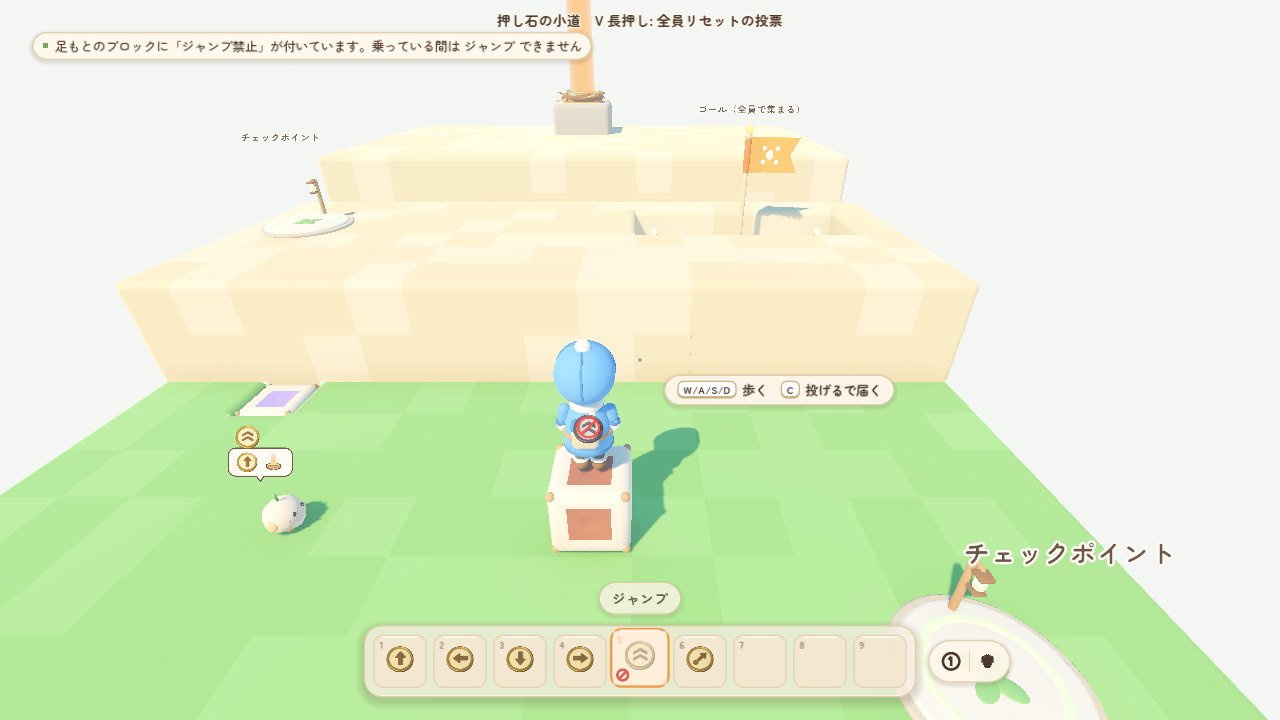 押し石の小道 V 長押し: 全員リセットの投票
足もとのブロックに「ジャンプ禁止」が付いています。乗っている間は ジャンプ できません
ゴール（全員で集まる）
チェックポイント
W/A/S/D 歩く C 投げるで届く
チェックポイント
ジャンプ
1 2 3 4 5 6 7 8 9
1